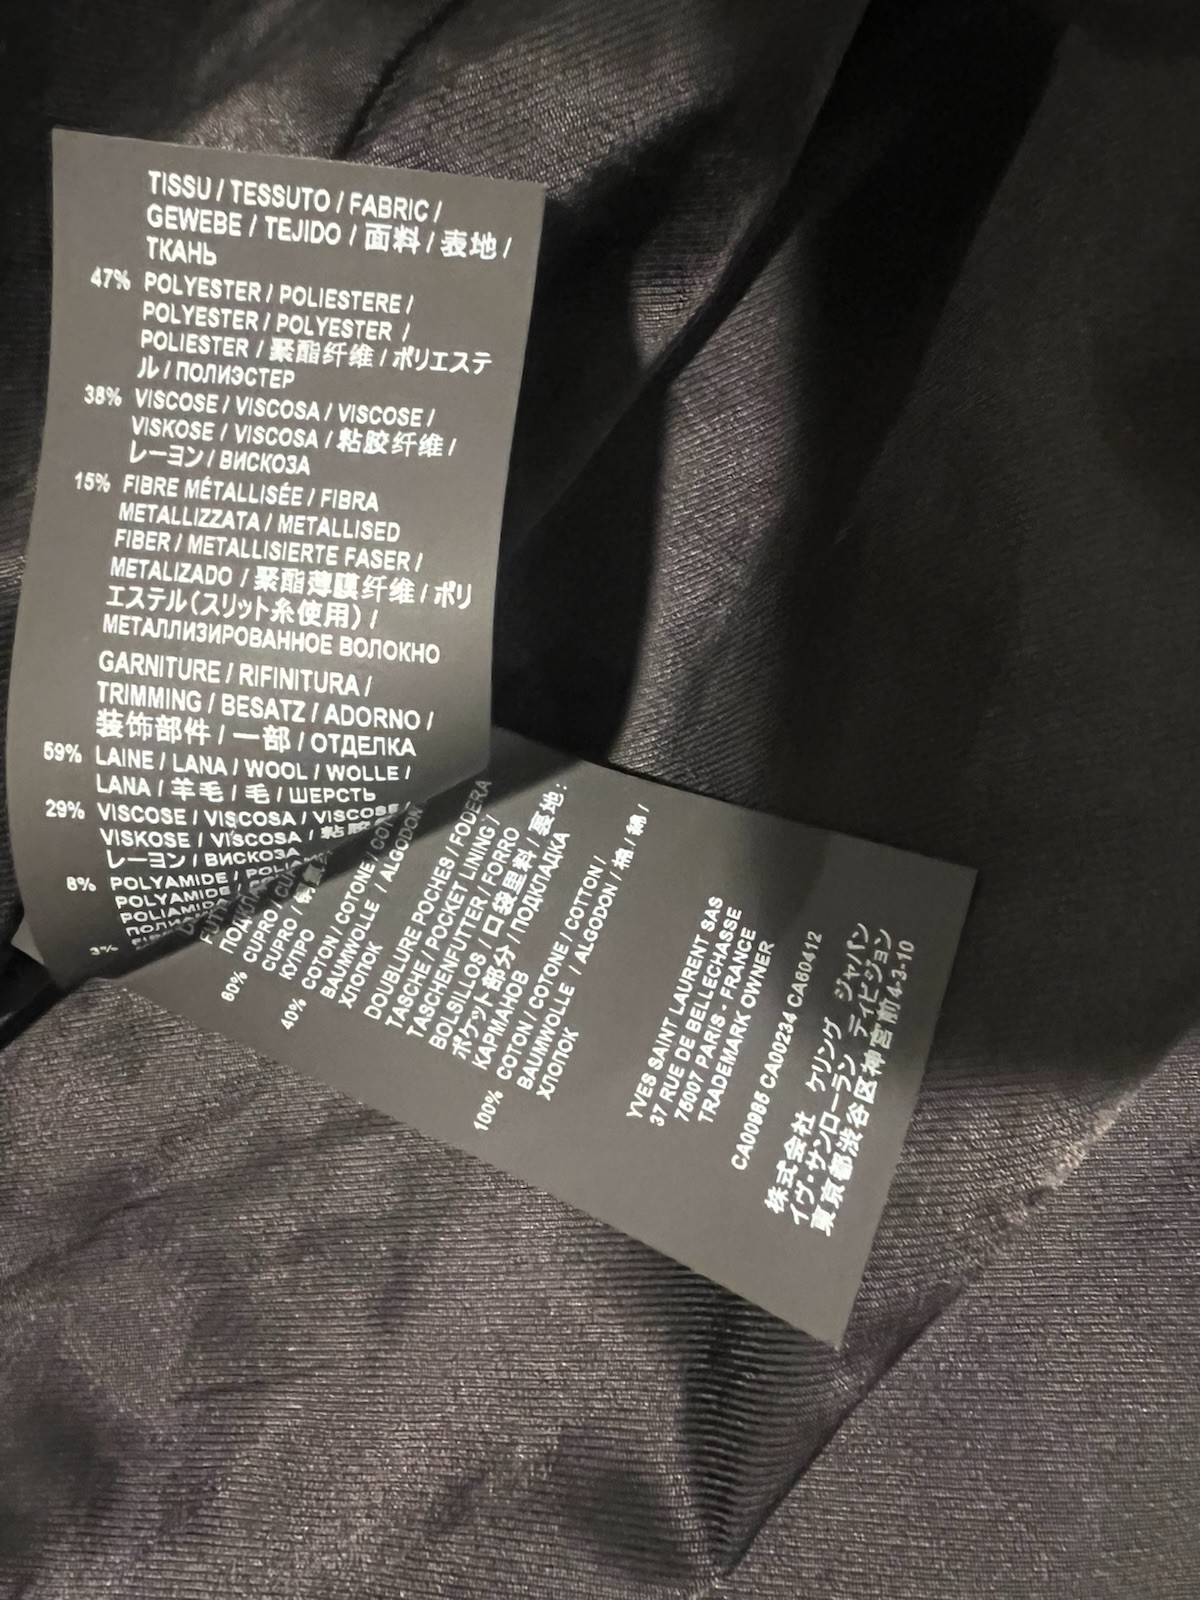 TISSU / TESSUTO / FABRIC /
GEWEBE / TEJIDO / 面料 / 表地 /
ТКАНЬ
47% POLYESTER / POLIESTERE /
POLYESTER / POLYESTER /
POLIESTER / 聚酯纤维 / ポリエステ
ル / ПОЛИЭСТЕР
38% VISCOSE / VISCOSA / VISCOSE /
VISKOSE / VISCOSA / 粘胶纤维 /
レーヨン / ВИСКОЗА
15% FIBRE MÉTALLISÉE / FIBRA
METALLIZZATA / METALLISED
FIBER / METALLISIERTE FASER /
METALIZADO / 聚酯薄膜纤维 / ポリ
エステル(スリット糸使用) /
МЕТАЛЛИЗИРОВАННОЕ ВОЛОКНО
GARNITURE / RIFINITURA /
TRIMMING / BESATZ / ADORNO /
装饰部件 / 一部 / ОТДЕЛКА
59% LAINE / LANA / WOOL / WOLLE /
LANA / 羊毛 / 毛 / ШЕРСТЬ
29% VISCOSE / VISCOSA / VISCOSE
VISKOSE / VISCOSA / 粘胶
レーヨン / ВИСКОЗА
8% POLYAMIDE /
POLYAMIDE
3%
60% CUPRO
CUPRO /
КУПРО
40% COTON / COTONE /
BAUMWOLLE / ALGODON
ХЛОПОК
DOUBLURE POCHES / FODERA
TASCHE / POCKET LINING /
TASCHENFUTTER / FORRO
BOLSILLOS / 口袋里料 / 表地:
ポケット部分 / ПОДКЛАДКА
КАРМАНОВ
100% COTON / COTONE / COTTON /
BAUMWOLLE / ALGODON / 棉 / 綿 /
ХЛОПОК
YVES SAINT LAURENT SAS
37 RUE DE BELLECHASSE
75007 PARIS - FRANCE
TRADEMARK OWNER
CA00985 CA00234 CA60412
株式会社 ケリング ジャパン
イヴ・サンローラン ディビジョン
東京都渋谷区神宮前4-3-10